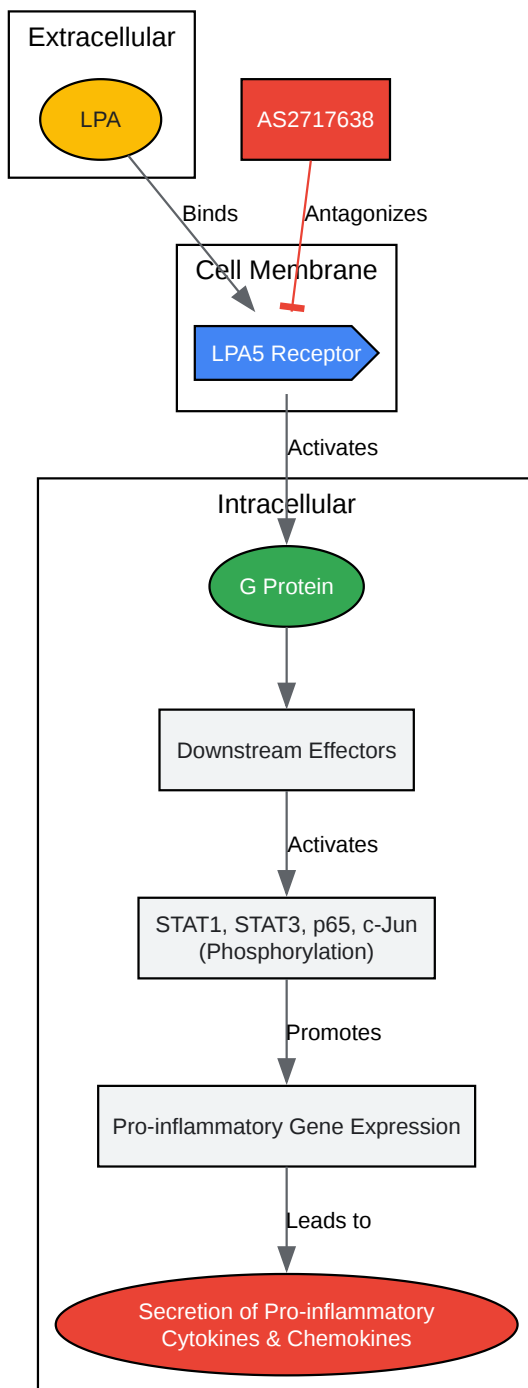 Extracellular
LPA
AS2717638
Binds
Antagonizes
Cell Membrane
LPA5 Receptor
Activates
Intracellular
G Protein
Downstream Effectors
Activates
STAT1, STAT3, p65, c-Jun
(Phosphorylation)
Promotes
Pro-inflammatory Gene Expression
Leads to
Secretion of Pro-inflammatory
Cytokines & Chemokines